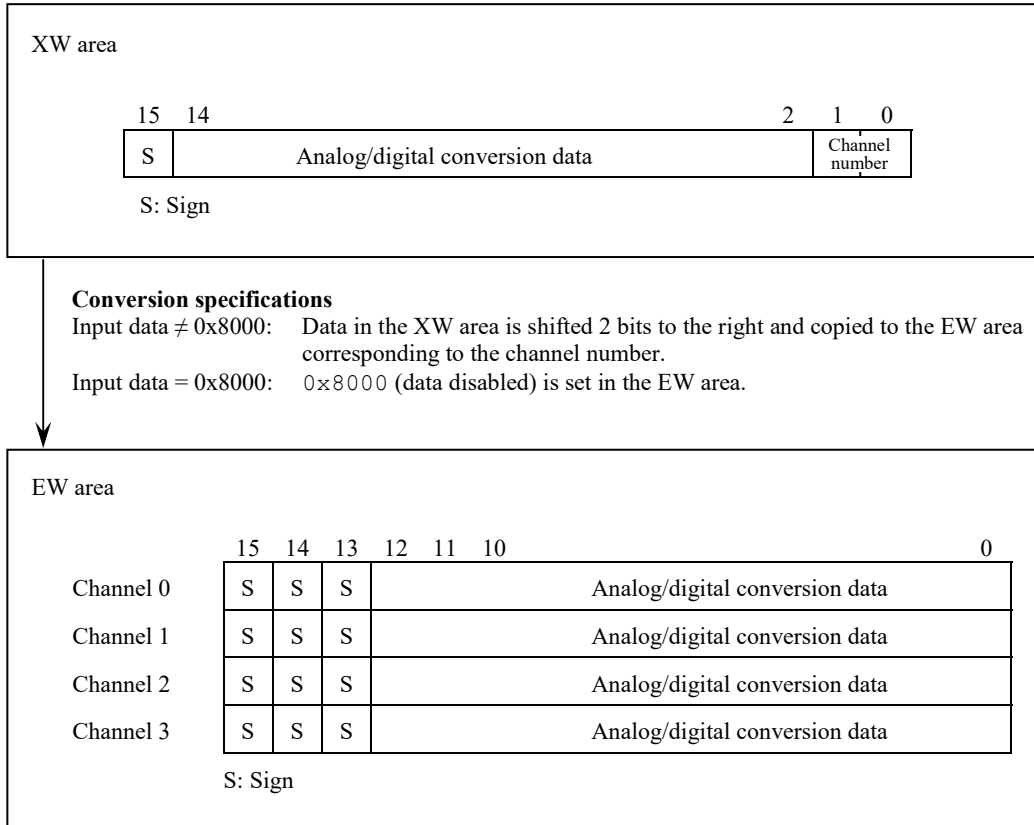 XW area
15 14 2 1 0
S Analog/digital conversion data Channel number
S: Sign
Conversion specifications
Input data ≠ 0x8000: Data in the XW area is shifted 2 bits to the right and copied to the EW area
corresponding to the channel number.
Input data = 0x8000: 0x8000 (data disabled) is set in the EW area.
EW area
15 14 13 12 11 10 0
Channel 0 S S S Analog/digital conversion data
Channel 1 S S S Analog/digital conversion data
Channel 2 S S S Analog/digital conversion data
Channel 3 S S S Analog/digital conversion data
S: Sign